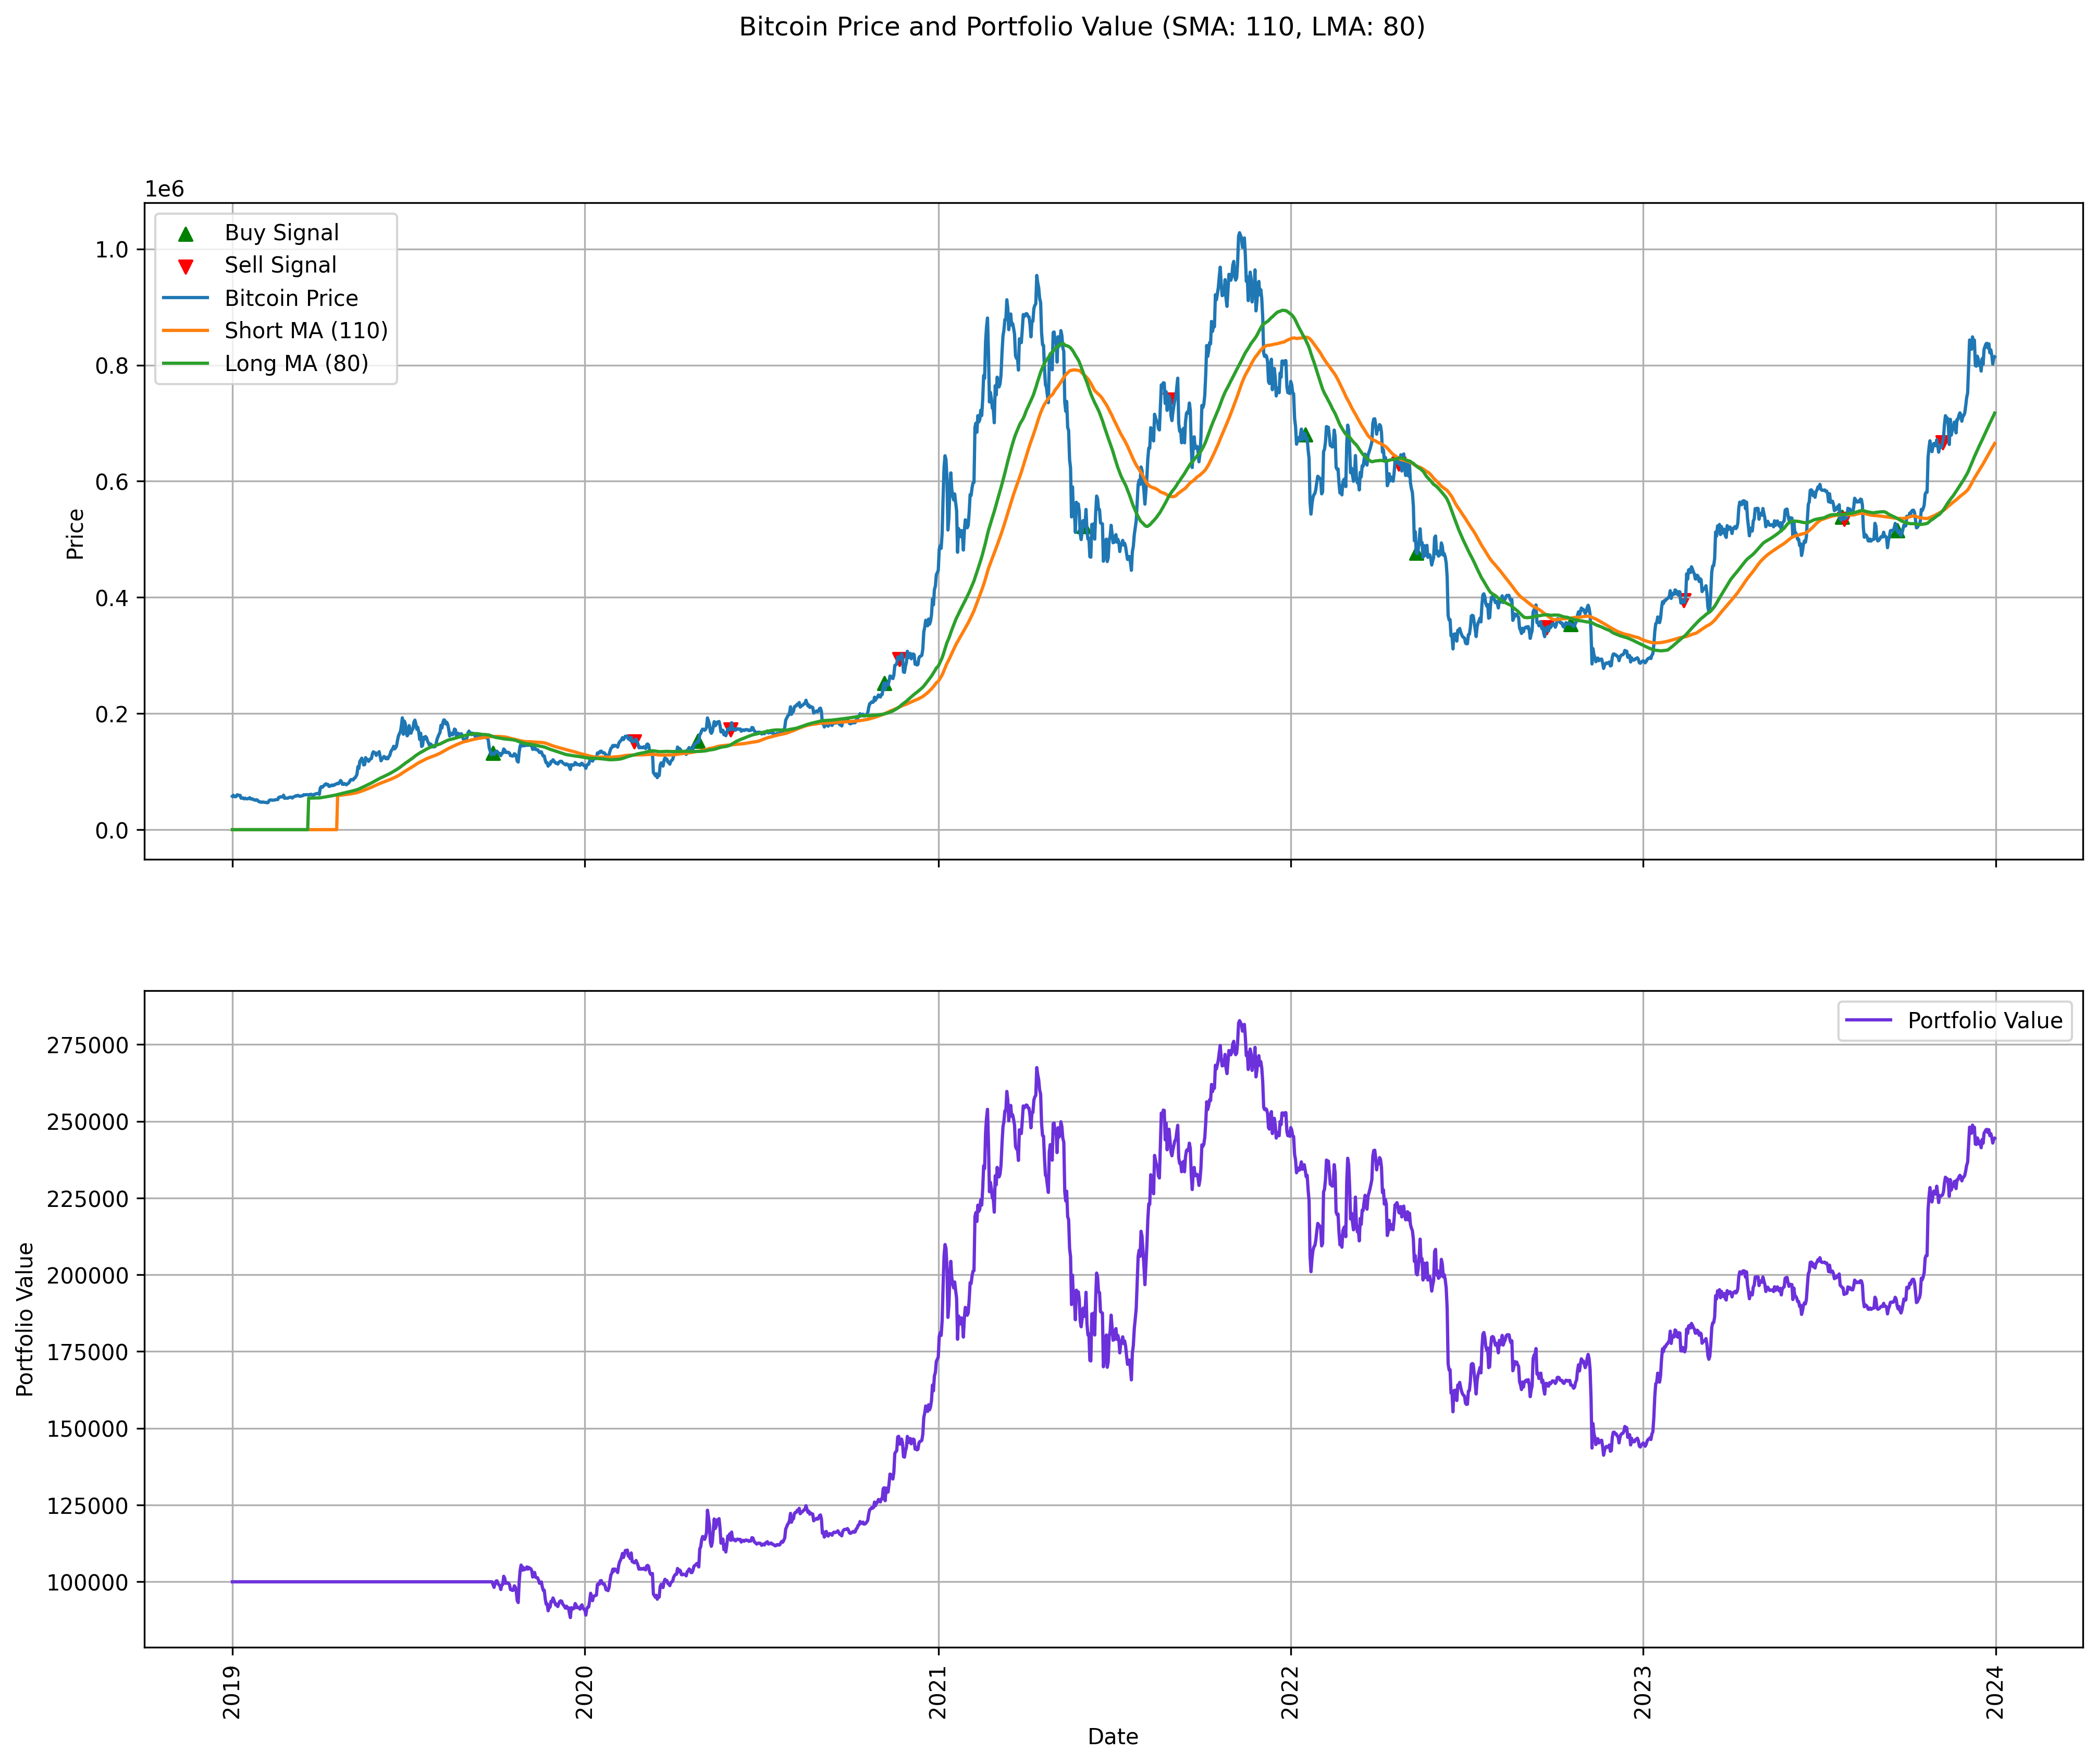 Bitcoin Price and Portfolio Value (SMA: 110, LMA: 80)
1e6
Buy Signal
Sell Signal
Bitcoin Price
Short MA (110)
Long MA (80)
1.0
0.8
0.6
0.4
0.2
0.0
Price
Portfolio Value
275000
250000
225000
200000
175000
150000
125000
100000
Portfolio Value
2019
2020
2021
2022
2023
2024
Date